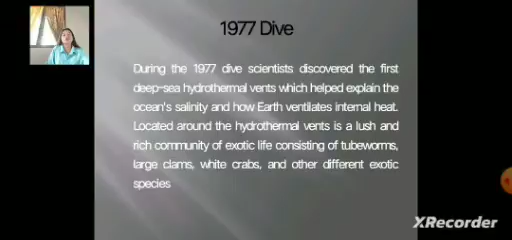 1977 Dive
During the 1977 dive scientists discovered the first
deep-sea hydrothermal vents which helped explain the
ocean's salinity and how Earth ventilates internal heat.
Located around the hydrothermal vents is a lush and
rich community of exotic life consisting of tubeworms,
large clams, white crabs, and other different exotic
species
XRecorder